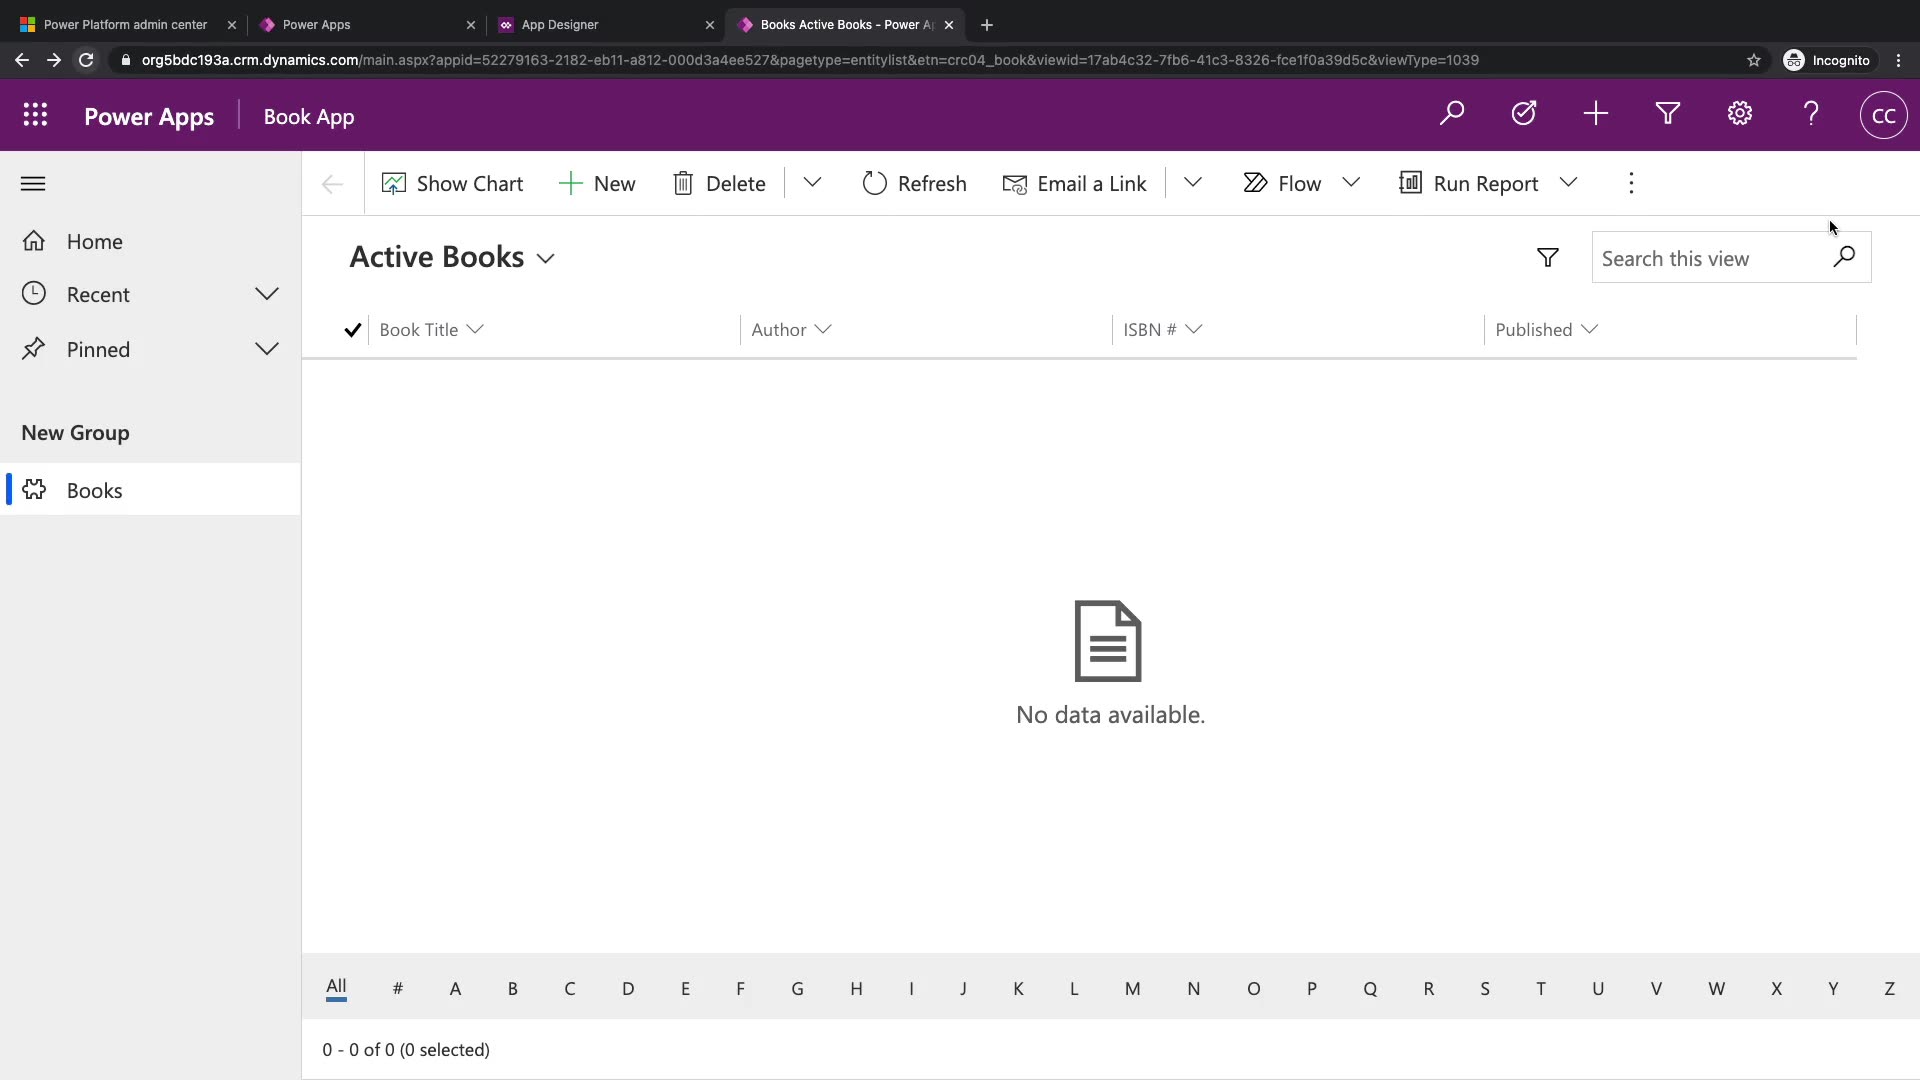 Power Platform admin center
Power Apps
App Designer
Books Active Books - Power A
org5bdc193a.crm.dynamics.com/main.aspx?appid=52279163-2182-eb11-a812-000d3a4ee527&pagetype=entitylist&etn=crc04_book&viewid=17ab4c32-7fb6-41c3-8326-fce1f0a39d5c&viewType=1039
Incognito
Power Apps
Book App
CC
Show Chart
New
Delete
Refresh
Email a Link
Flow
Run Report
Home
Recent
Pinned
New Group
Books
Active Books
Search this view
Book Title
Author
ISBN #
Published
No data available.
All # A B C D E F G H I J K L M N O P Q R S T U V W X Y Z
0 - 0 of 0 (0 selected)